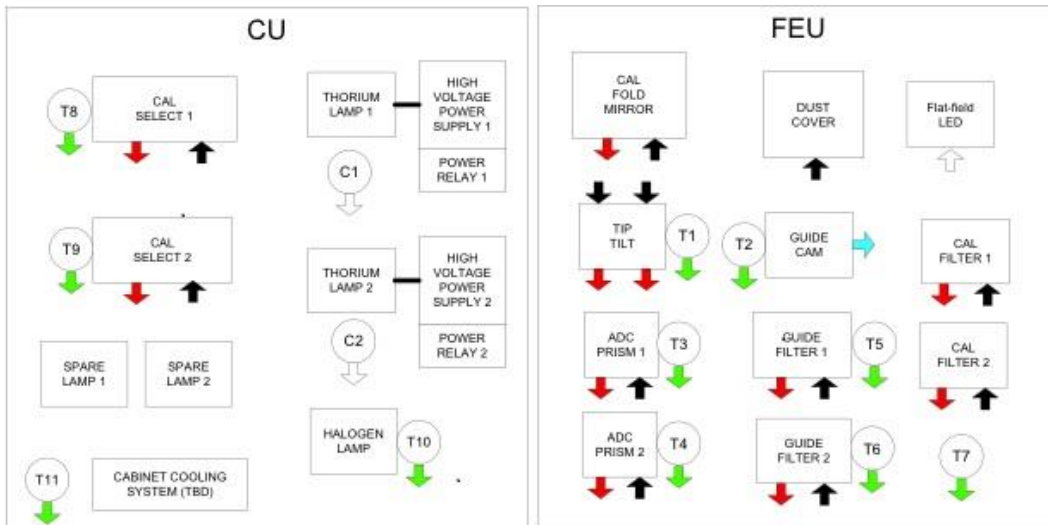 CU
T8
CAL
SELECT 1
THORIUM
LAMP 1
HIGH
VOLTAGE
POWER
SUPPLY 1
POWER
RELAY 1
C1
T9
CAL
SELECT 2
THORIUM
LAMP 2
HIGH
VOLTAGE
POWER
SUPPLY 2
POWER
RELAY 2
C2
SPARE
LAMP 1
SPARE
LAMP 2
HALOGEN
LAMP
T10
T11
CABINET COOLING
SYSTEM (TBD)
FEU
CAL
FOLD
MIRROR
DUST
COVER
Flat-field
LED
TIP
TILT
T1
T2
GUIDE
CAM
CAL
FILTER 1
ADC
PRISM 1
T3
GUIDE
FILTER 1
T5
CAL
FILTER 2
ADC
PRISM 2
T4
GUIDE
FILTER 2
T6
T7